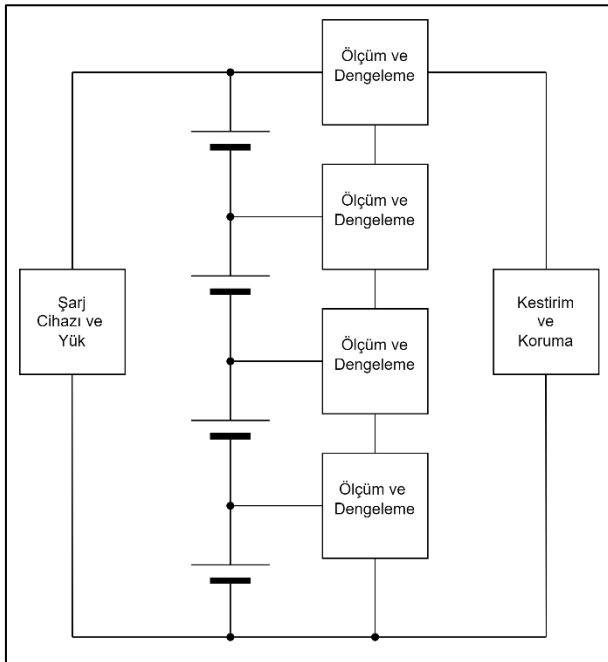 Ölçüm ve
Dengeleme
Ölçüm ve
Dengeleme
Şarj
Cihazı ve
Yük
Kestirim
ve
Koruma
Ölçüm ve
Dengeleme
Ölçüm ve
Dengeleme